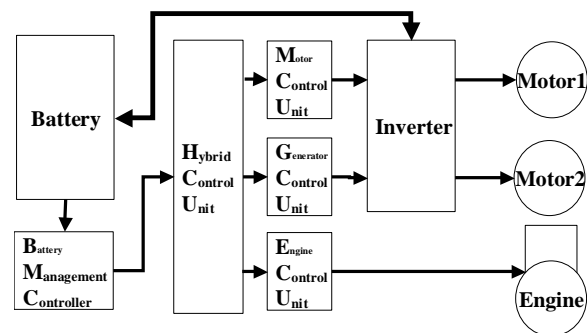 Battery
Battery
Management
Controller
Hybrid
Control
Unit
Motor
Control
Unit
Generator
Control
Unit
Engine
Control
Unit
Inverter
Motor1
Motor2
Engine